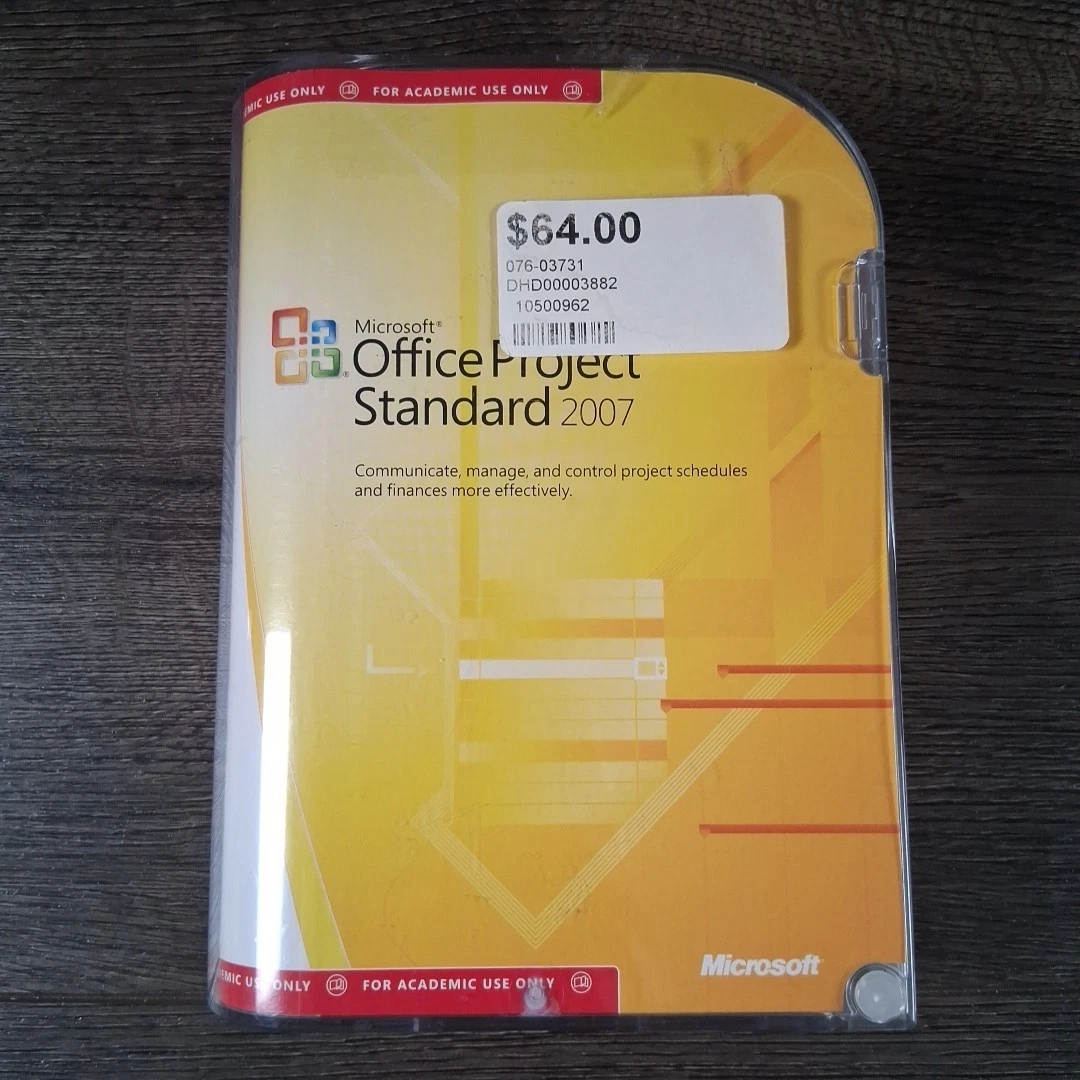 EMIC USE ONLY FOR ACADEMIC USE ONLY
$64.00
076-03731
DHD00003882
10500962
Microsoft®
Office Project
Standard 2007
Communicate, manage, and control project schedules
and finances more effectively.
Microsoft
EMIC USE ONLY FOR ACADEMIC USE ONLY